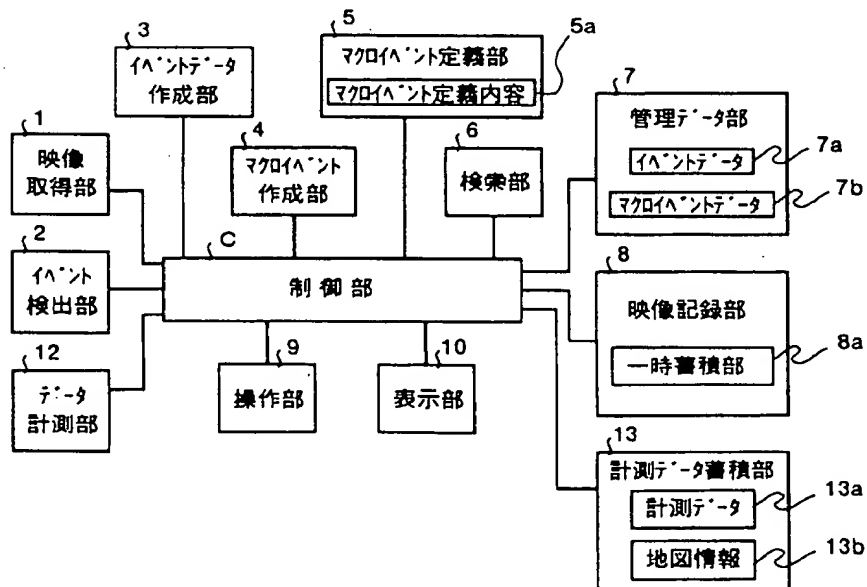 3
イベントデータ
作成部
5
マクロイベント定義部
マクロイベント定義内容
5a
1
映像
取得部
4
マクロイベント
作成部
6
検索部
7
管理データ部
イベントデータ
7a
マクロイベントデータ
7b
2
イベント
検出部
C
制御部
8
映像記録部
一時蓄積部
8a
12
データ
計測部
9
操作部
10
表示部
13
計測データ蓄積部
計測データ
13a
地図情報
13b